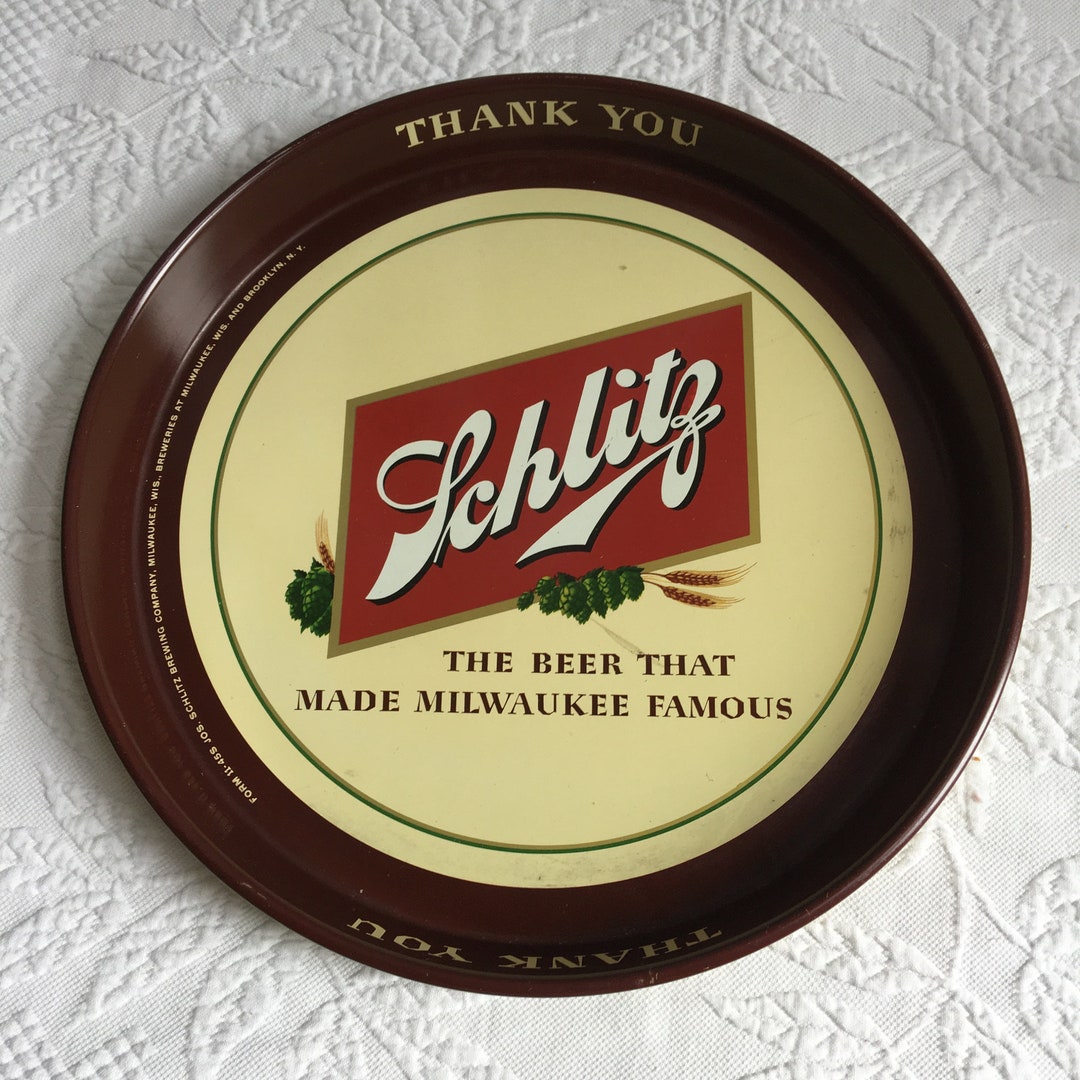 THANK YOU
Schlitz
THE BEER THAT
MADE MILWAUKEE FAMOUS
FORM 11-455 JOS. SCHLITZ BREWING COMPANY, MILWAUKEE, WIS., BREWERIES AT MILWAUKEE, WIS. AND BROOKLYN, N. Y.
THANK YOU